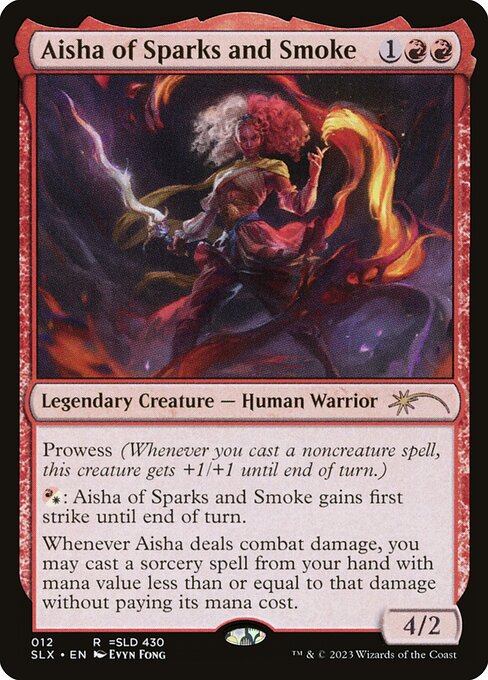 Aisha of Sparks and Smoke 1
Legendary Creature — Human Warrior
Prowess (Whenever you cast a noncreature spell,
this creature gets +1/+1 until end of turn.)
: Aisha of Sparks and Smoke gains first
strike until end of turn.
Whenever Aisha deals combat damage, you
may cast a sorcery spell from your hand with
mana value less than or equal to that damage
without paying its mana cost.
4/2
012 R =SLD 430
SLX • EN Evyn Fong ™ & © 2023 Wizards of the Coast